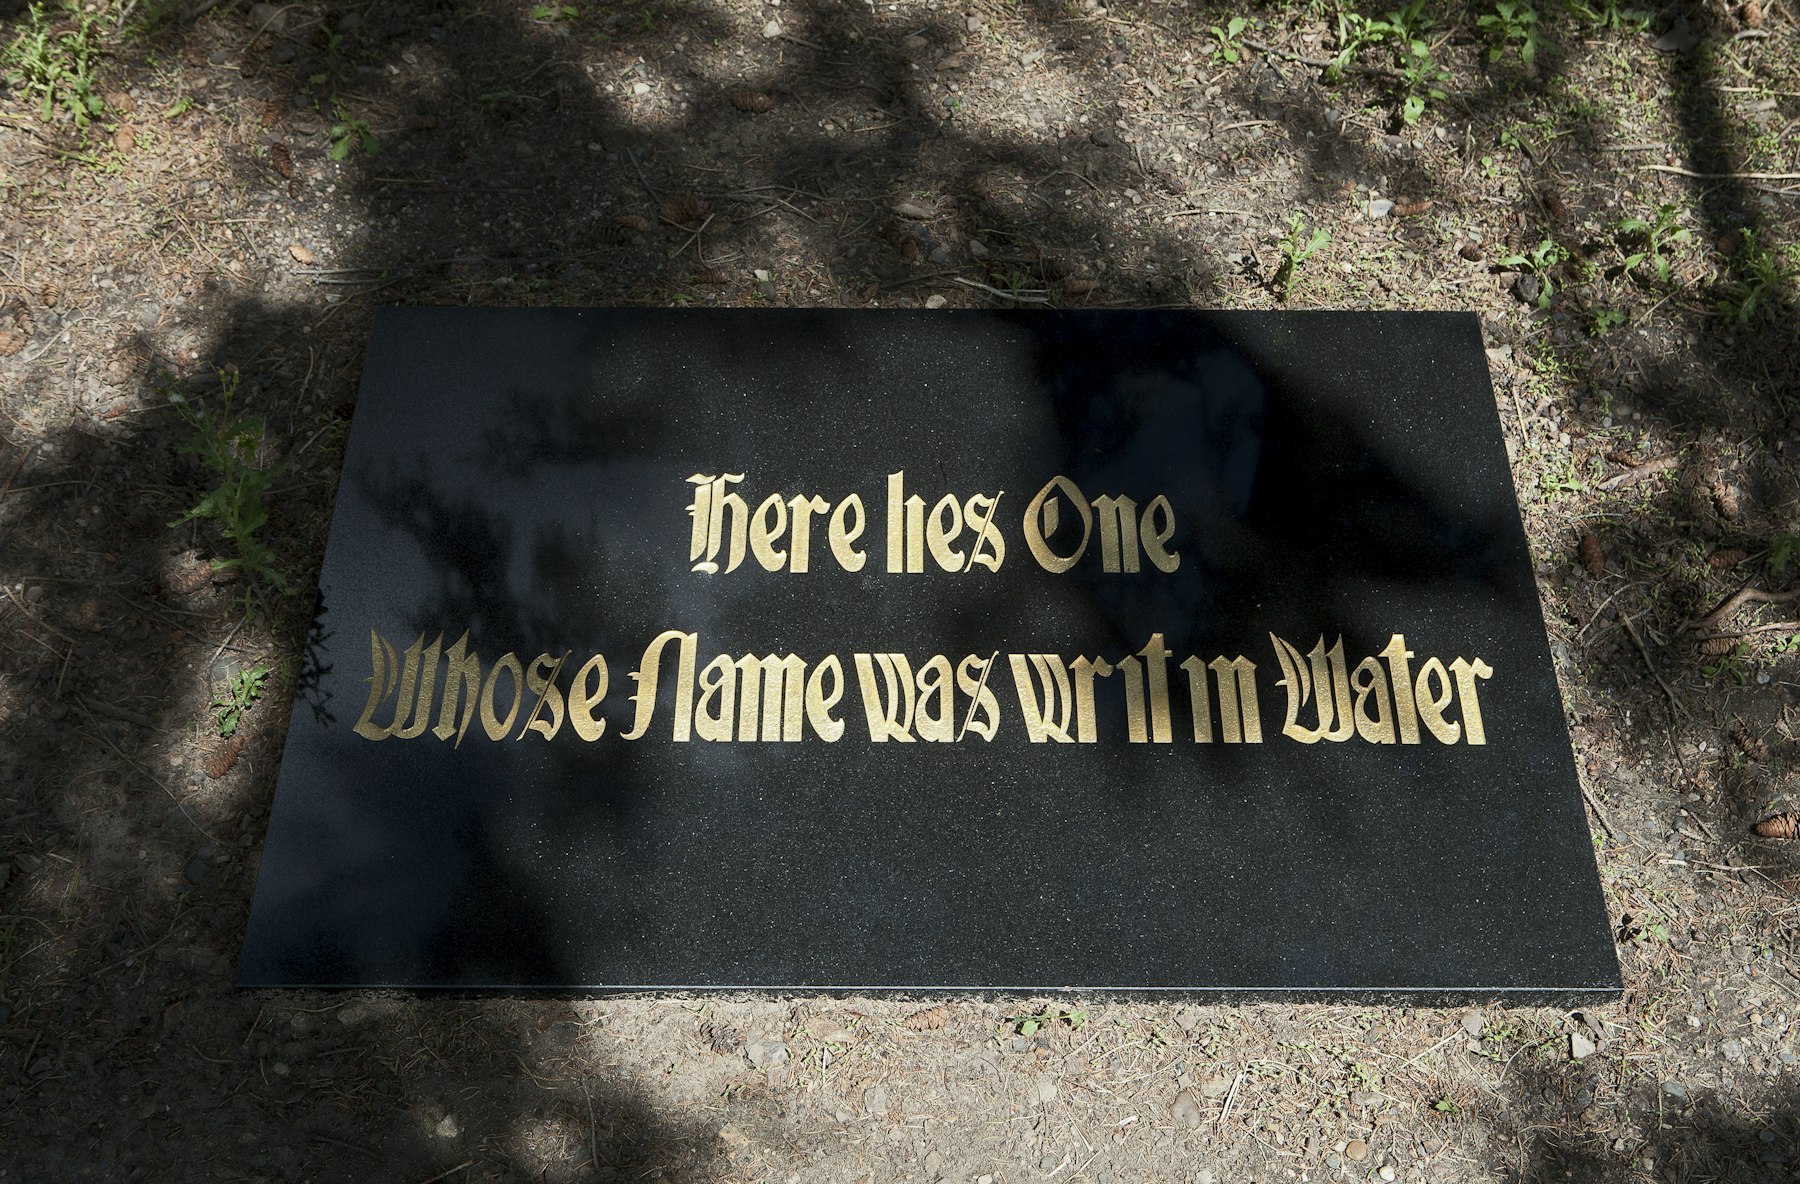 Here lies One
Whose Name was writ in Water